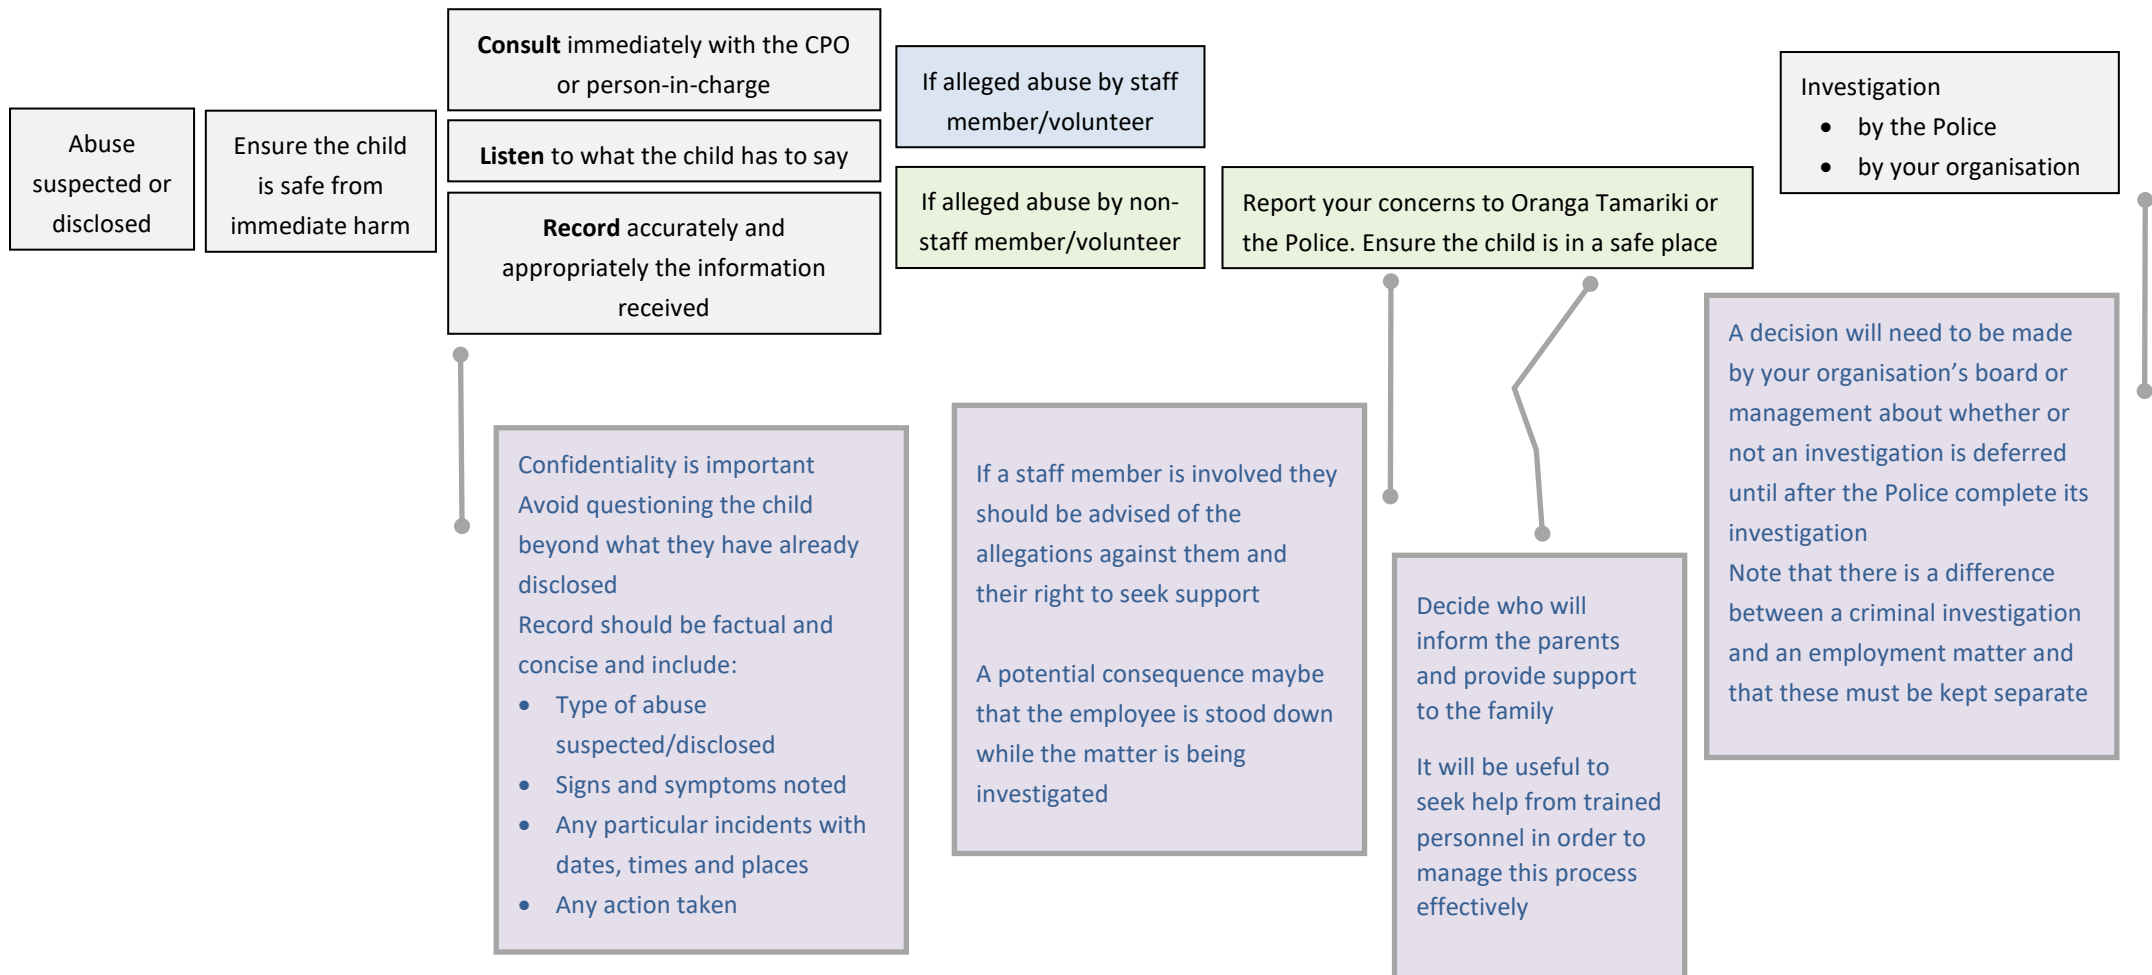 Abuse
suspected or
disclosed
Ensure the child
is safe from
immediate harm
Consult immediately with the CPO
or person-in-charge
Listen to what the child has to say
Record accurately and
appropriately the information
received
If alleged abuse by staff
member/volunteer
If alleged abuse by non-
staff member/volunteer
Report your concerns to Oranga Tamariki or
the Police. Ensure the child is in a safe place
Investigation
• by the Police
• by your organisation
Confidentiality is important
Avoid questioning the child
beyond what they have already
disclosed
Record should be factual and
concise and include:
• Type of abuse
suspected/disclosed
• Signs and symptoms noted
• Any particular incidents with
dates, times and places
• Any action taken
If a staff member is involved they
should be advised of the
allegations against them and
their right to seek support
A potential consequence maybe
that the employee is stood down
while the matter is being
investigated
Decide who will
inform the parents
and provide support
to the family
It will be useful to
seek help from trained
personnel in order to
manage this process
effectively
A decision will need to be made
by your organisation’s board or
management about whether or
not an investigation is deferred
until after the Police complete its
investigation
Note that there is a difference
between a criminal investigation
and an employment matter and
that these must be kept separate